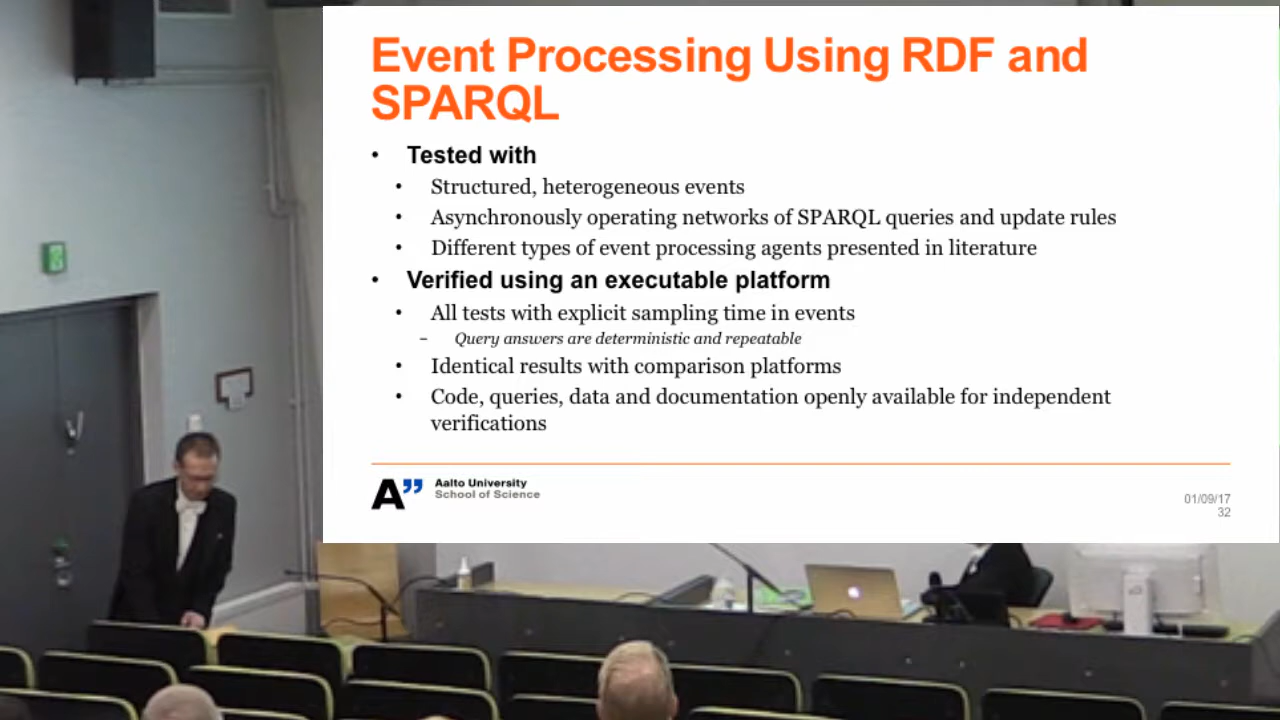 Event Processing Using RDF and
SPARQL
• Tested with
• Structured, heterogeneous events
• Asynchronously operating networks of SPARQL queries and update rules
• Different types of event processing agents presented in literature
• Verified using an executable platform
• All tests with explicit sampling time in events
– Query answers are deterministic and repeatable
• Identical results with comparison platforms
• Code, queries, data and documentation openly available for independent
verifications
A”
Aalto University
School of Science
01/09/17
32